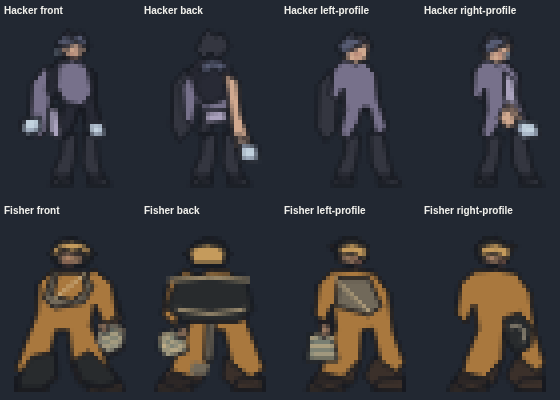 Hacker front
Hacker back
Hacker left-profile
Hacker right-profile
Fisher front
Fisher back
Fisher left-profile
Fisher right-profile